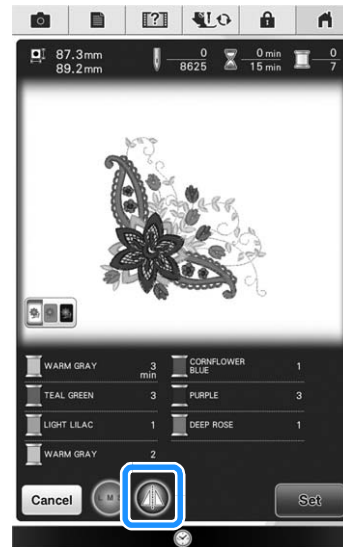 87.3mm 0 0 min 0
89.2mm 8625 15 min 7
WARM GRAY 3 min CORNFLOWER BLUE 1
TEAL GREEN 3 PURPLE 3
LIGHT LILAC 1 DEEP ROSE 1
WARM GRAY 2
Cancel L M S Set